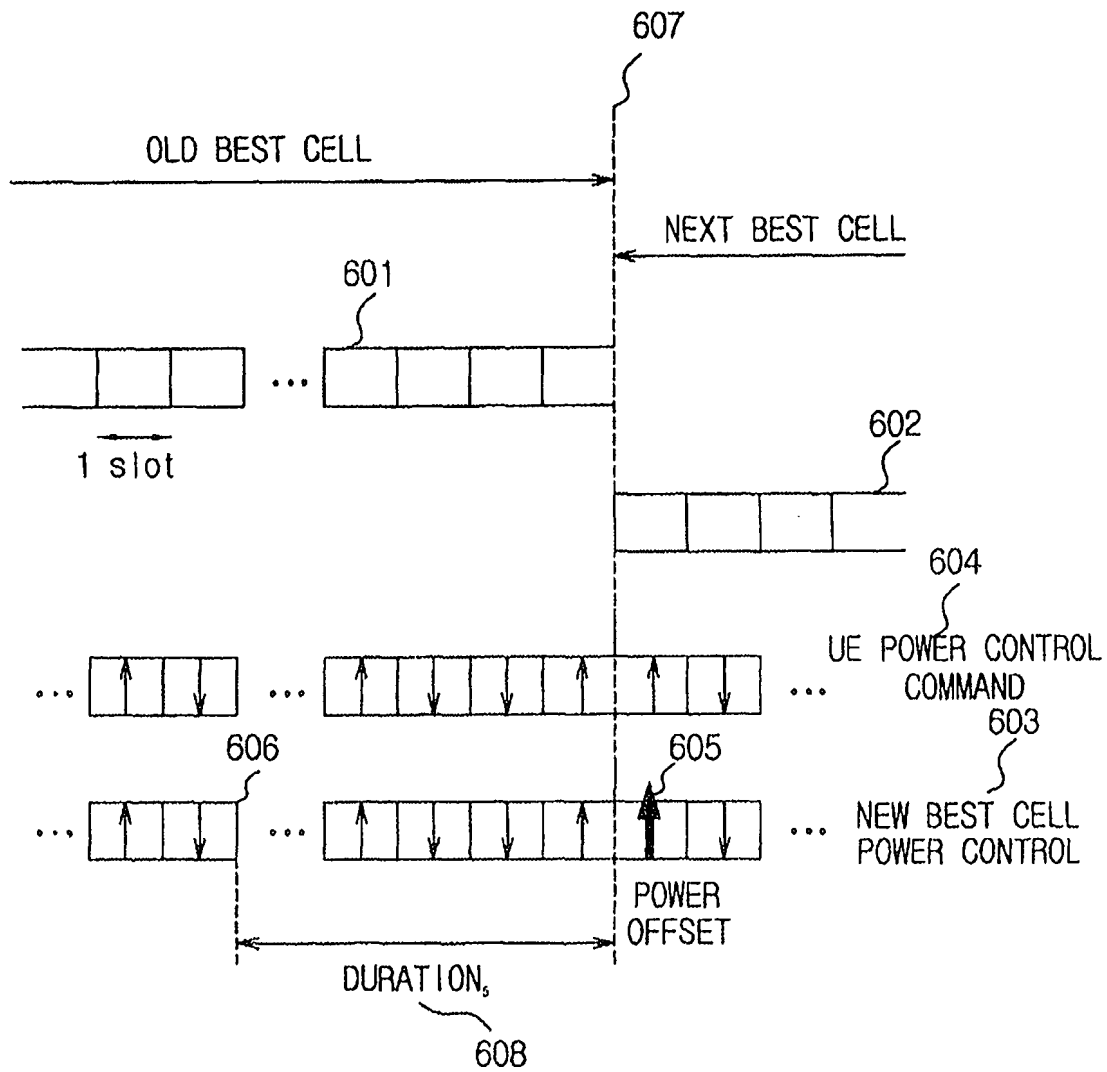 607
OLD BEST CELL
NEXT BEST CELL
601
...
1 slot
602
604
UE POWER CONTROL
COMMAND
... ... ...
603
606
605
... ... ...
NEW BEST CELL
POWER CONTROL
POWER
OFFSET
DURATION,
608